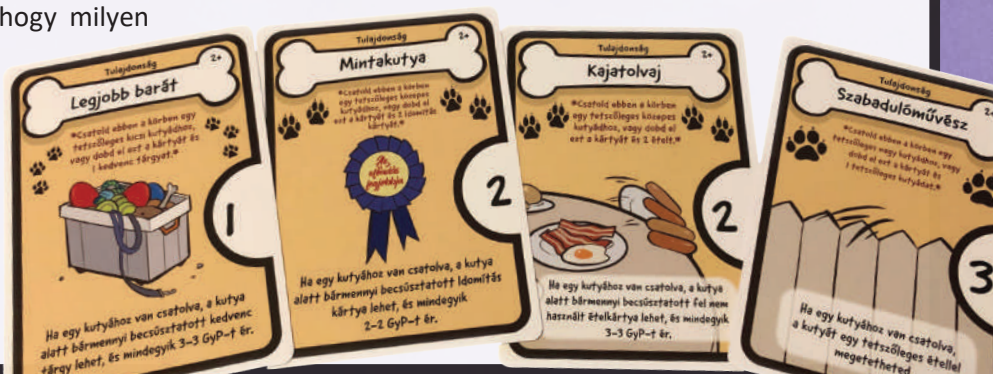 hogy milyen
Tulajdonság
2+
Legjobb barát
*Csatold ebben a körben egy
tetszőleges kicsi kutyádhoz,
vagy dobd el ezt a kártyát és
1 kedvenc tárgyat.*
1
Ha egy kutyához van csatolva, a kutya
alatt bármennyi becsúsztatott kedvenc
tárgy lehet, és mindegyik 3-3 GyP-t ér.
Tulajdonság
2+
Mintakutya
*Csatold ebben a körben
egy tetszőleges közepes
kutyádhoz, vagy dobd el
ezt a kártyát és 2 Idomítás
kártyát.*
2
Ha egy kutyához van csatolva, a kutya
alatt bármennyi becsúsztatott Idomítás
kártya lehet, és mindegyik
2-2 GyP-t ér.
Tulajdonság
2+
Kajatolvaj
*Csatold ebben a körben
egy tetszőleges közepes
kutyádhoz, vagy dobd el
ezt a kártyát és 2 ételt.*
2
Ha egy kutyához van csatolva, a kutya
alatt bármennyi becsúsztatott fel nem
használt ételkártya lehet, és mindegyik
3-3 GyP-t ér.
Tulajdonság
Szabadulóművész
*Csatold ebben a körben egy
tetszőleges nagy kutyádhoz, vagy
dobd el ezt a kártyát és
1 tetszőleges kutyádat.*
3
Ha egy kutyához van csatolva,
a kutyát egy tetszőleges étellel
megetetheted